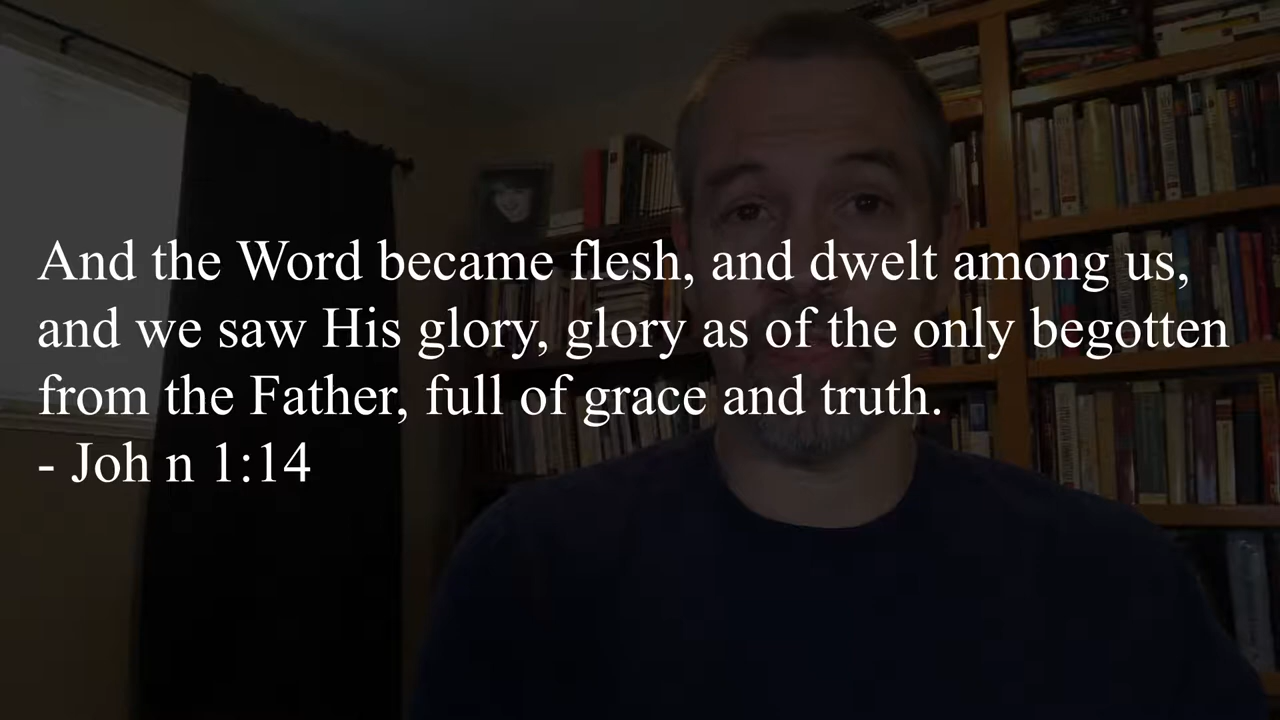 And the Word became flesh, and dwelt among us,
and we saw His glory, glory as of the only begotten
from the Father, full of grace and truth.
- Joh n 1:14